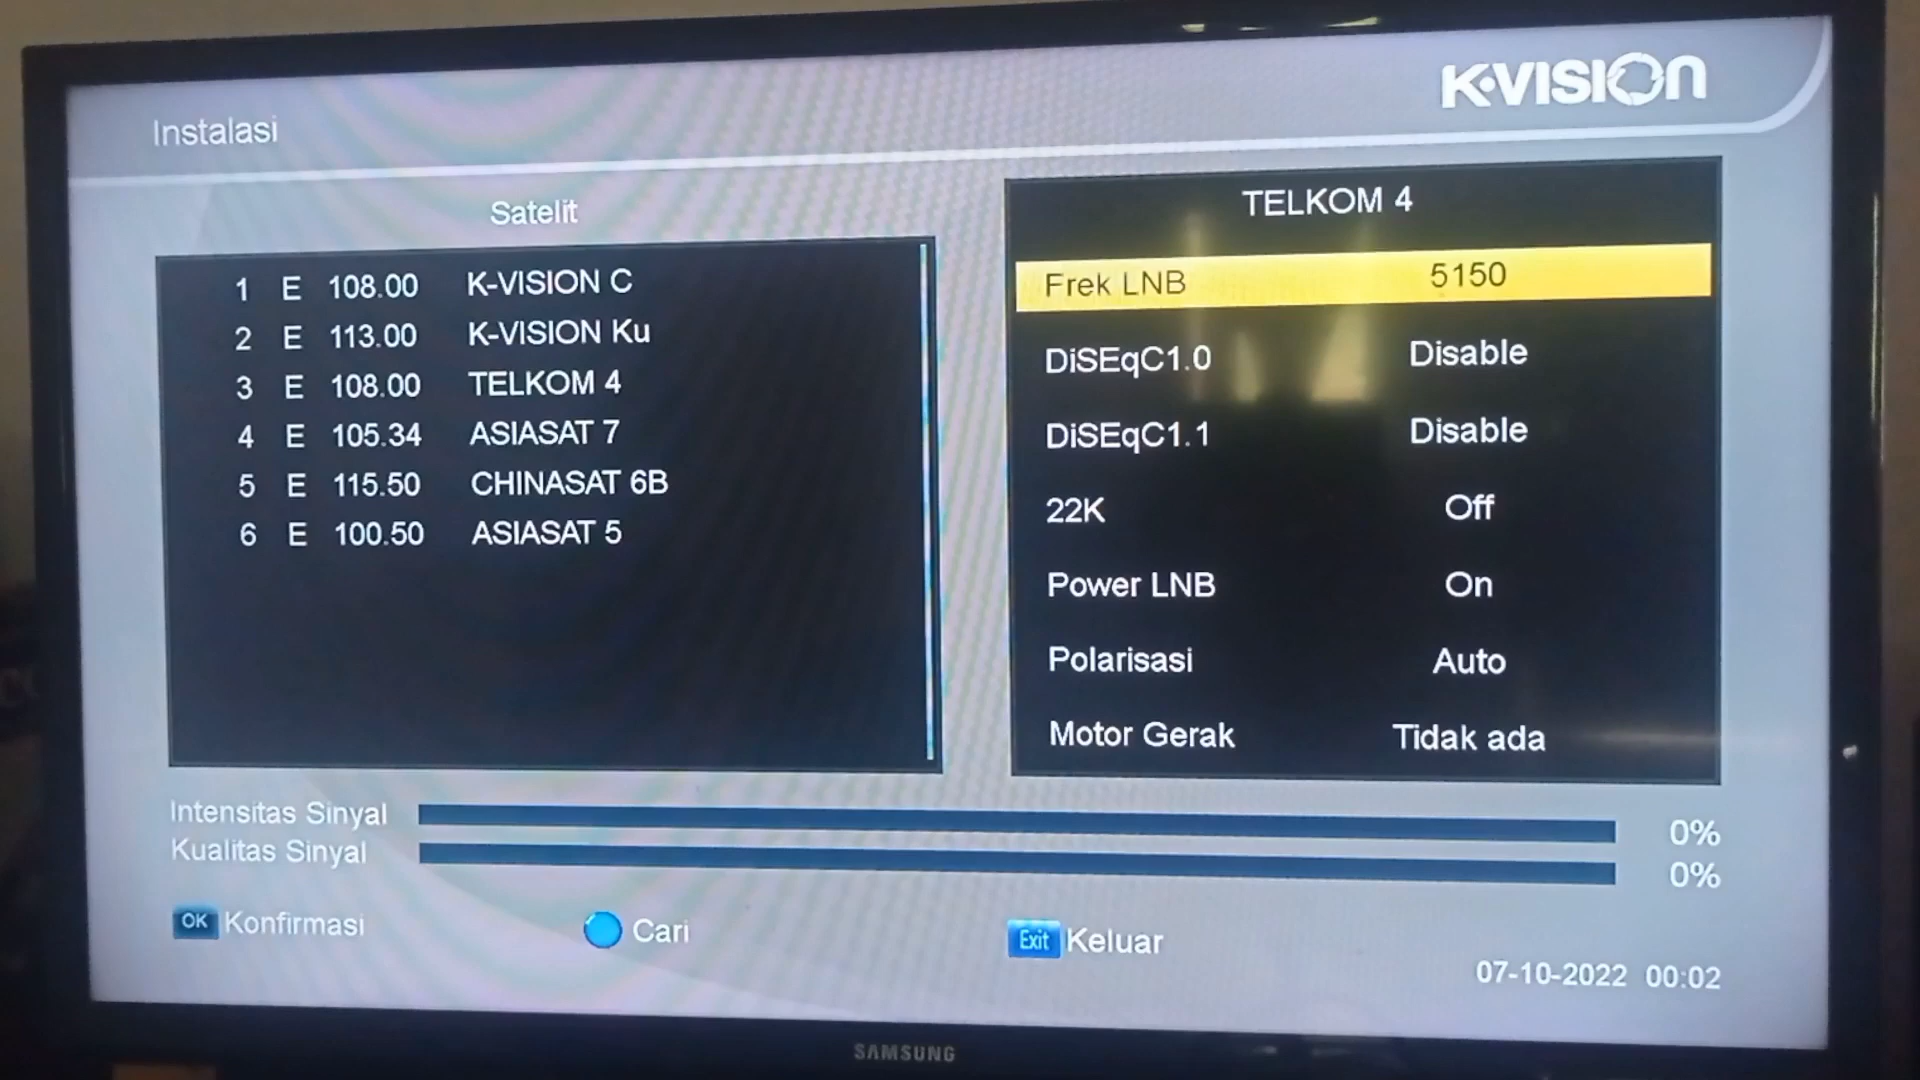 K-VISION
Instalasi
Satelit
1 E 108.00 K-VISION C
2 E 113.00 K-VISION Ku
3 E 108.00 TELKOM 4
4 E 105.34 ASIASAT 7
5 E 115.50 CHINASAT 6B
6 E 100.50 ASIASAT 5
TELKOM 4
Frek LNB 5150
DiSEqC1.0 Disable
DiSEqC1.1 Disable
22K Off
Power LNB On
Polarisasi Auto
Motor Gerak Tidak ada
Intensitas Sinyal 0%
Kualitas Sinyal 0%
OK Konfirmasi Cari Exit Keluar
07-10-2022 00:02
SAMSUNG